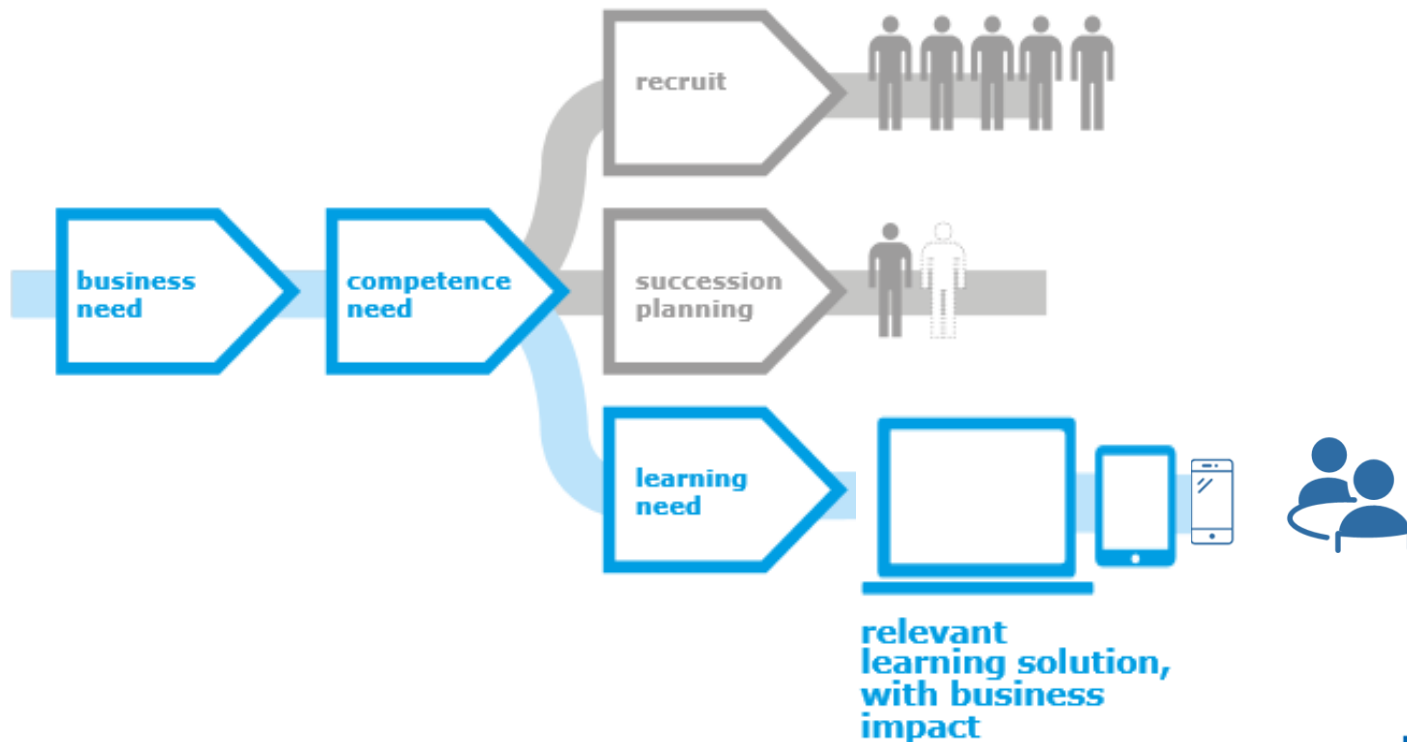 recruit
business
need
competence
need
succession
planning
learning
need
relevant
learning solution,
with business
impact